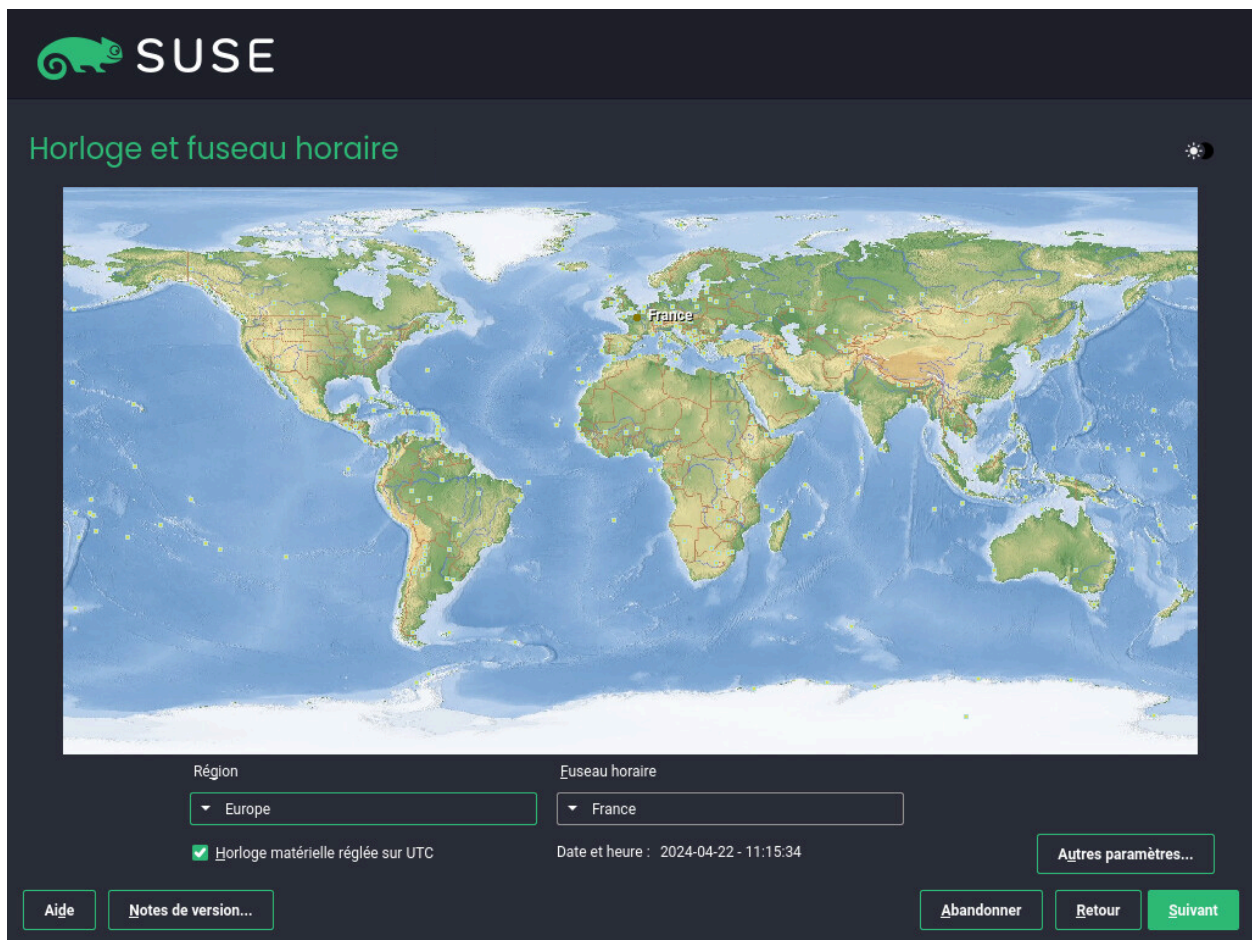 SUSE
Horloge et fuseau horaire
France
Région
Fuseau horaire
Europe
France
Horloge matérielle réglée sur UTC
Date et heure : 2024-04-22 - 11:15:34
Autres paramètres...
Aide
Notes de version...
Abandonner
Retour
Suivant